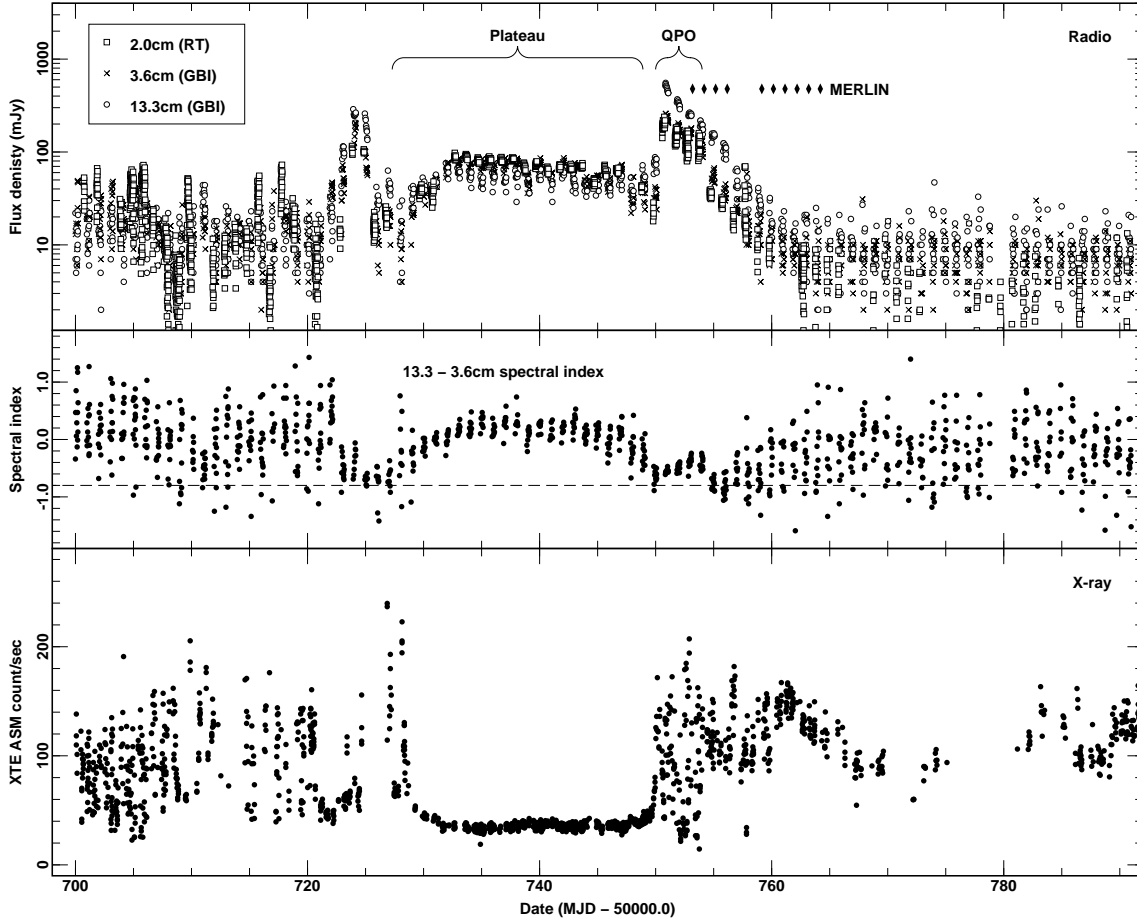 Plateau
QPO
Radio
2.0cm (RT)
3.6cm (GBI)
13.3cm (GBI)
MERLIN
Flux denisty (mJy)
1000
100
10
13.3 – 3.6cm spectral index
Spectral index
1.0
0.0
-1.0
X-ray
XTE ASM count/sec
200
100
0
700
720
740
760
780
Date (MJD – 50000.0)